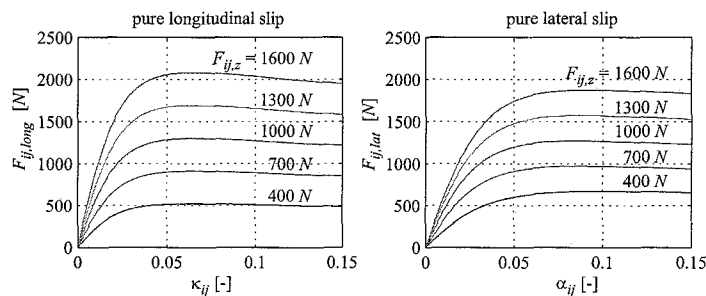 pure longitudinal slip
2500
2000
1500
1000
500
0
F_ij,long [N]
F_ij,z = 1600 N
1300 N
1000 N
700 N
400 N
0 0.05 0.1 0.15
κ_ij [-]
pure lateral slip
2500
2000
1500
1000
500
0
F_ij,lat [N]
F_ij,z = 1600 N
1300 N
1000 N
700 N
400 N
0 0.05 0.1 0.15
α_ij [-]